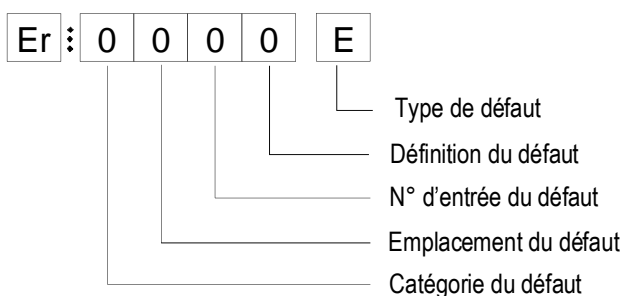 Er 0 0 0 0 E
Type de défaut
Définition du défaut
N° d'entrée du défaut
Emplacement du défaut
Catégorie du défaut